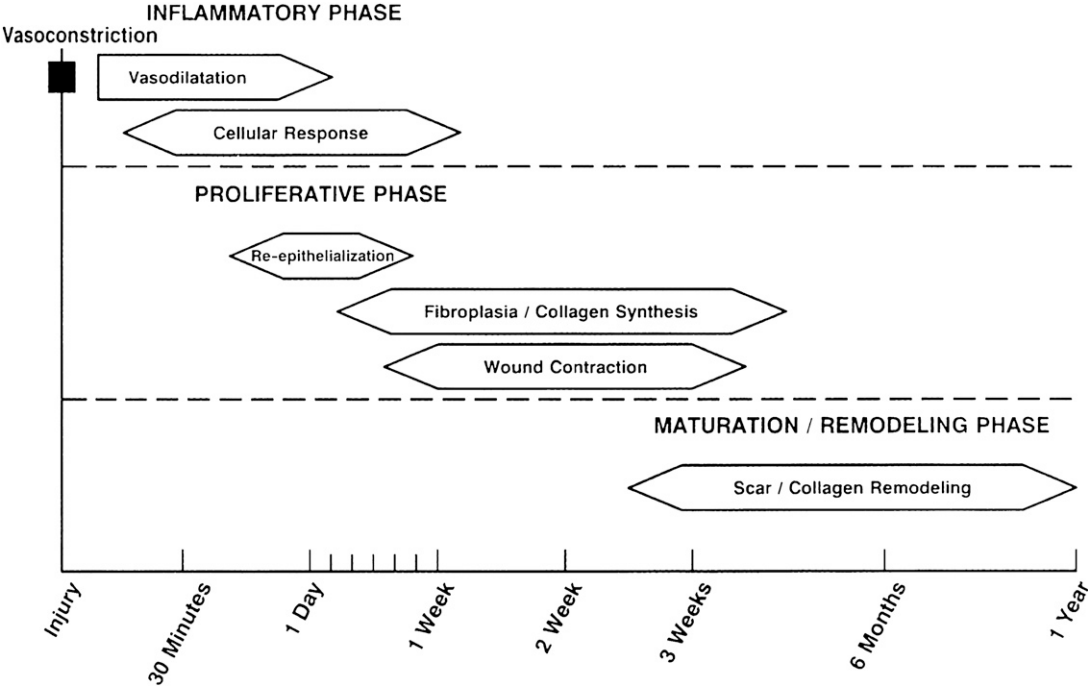 INFLAMMATORY PHASE
Vasoconstriction
Vasodilatation
Cellular Response
PROLIFERATIVE PHASE
Re-epithelialization
Fibroplasia / Collagen Synthesis
Wound Contraction
MATURATION / REMODELING PHASE
Scar / Collagen Remodeling
Injury
30 Minutes
1 Day
1 Week
2 Week
3 Weeks
6 Months
1 Year